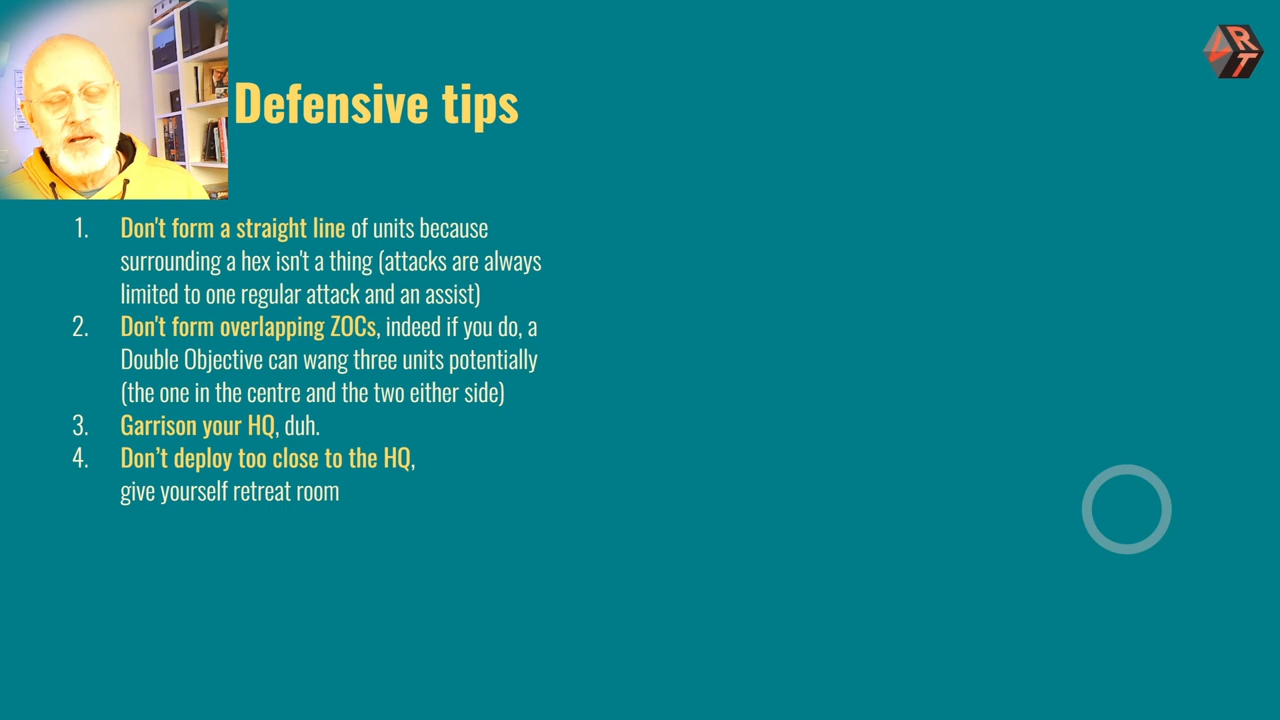 RT
Defensive tips
1. Don't form a straight line of units because
surrounding a hex isn't a thing (attacks are always
limited to one regular attack and an assist)
2. Don't form overlapping ZOCs, indeed if you do, a
Double Objective can wang three units potentially
(the one in the centre and the two either side)
3. Garrison your HQ, duh.
4. Don’t deploy too close to the HQ,
give yourself retreat room